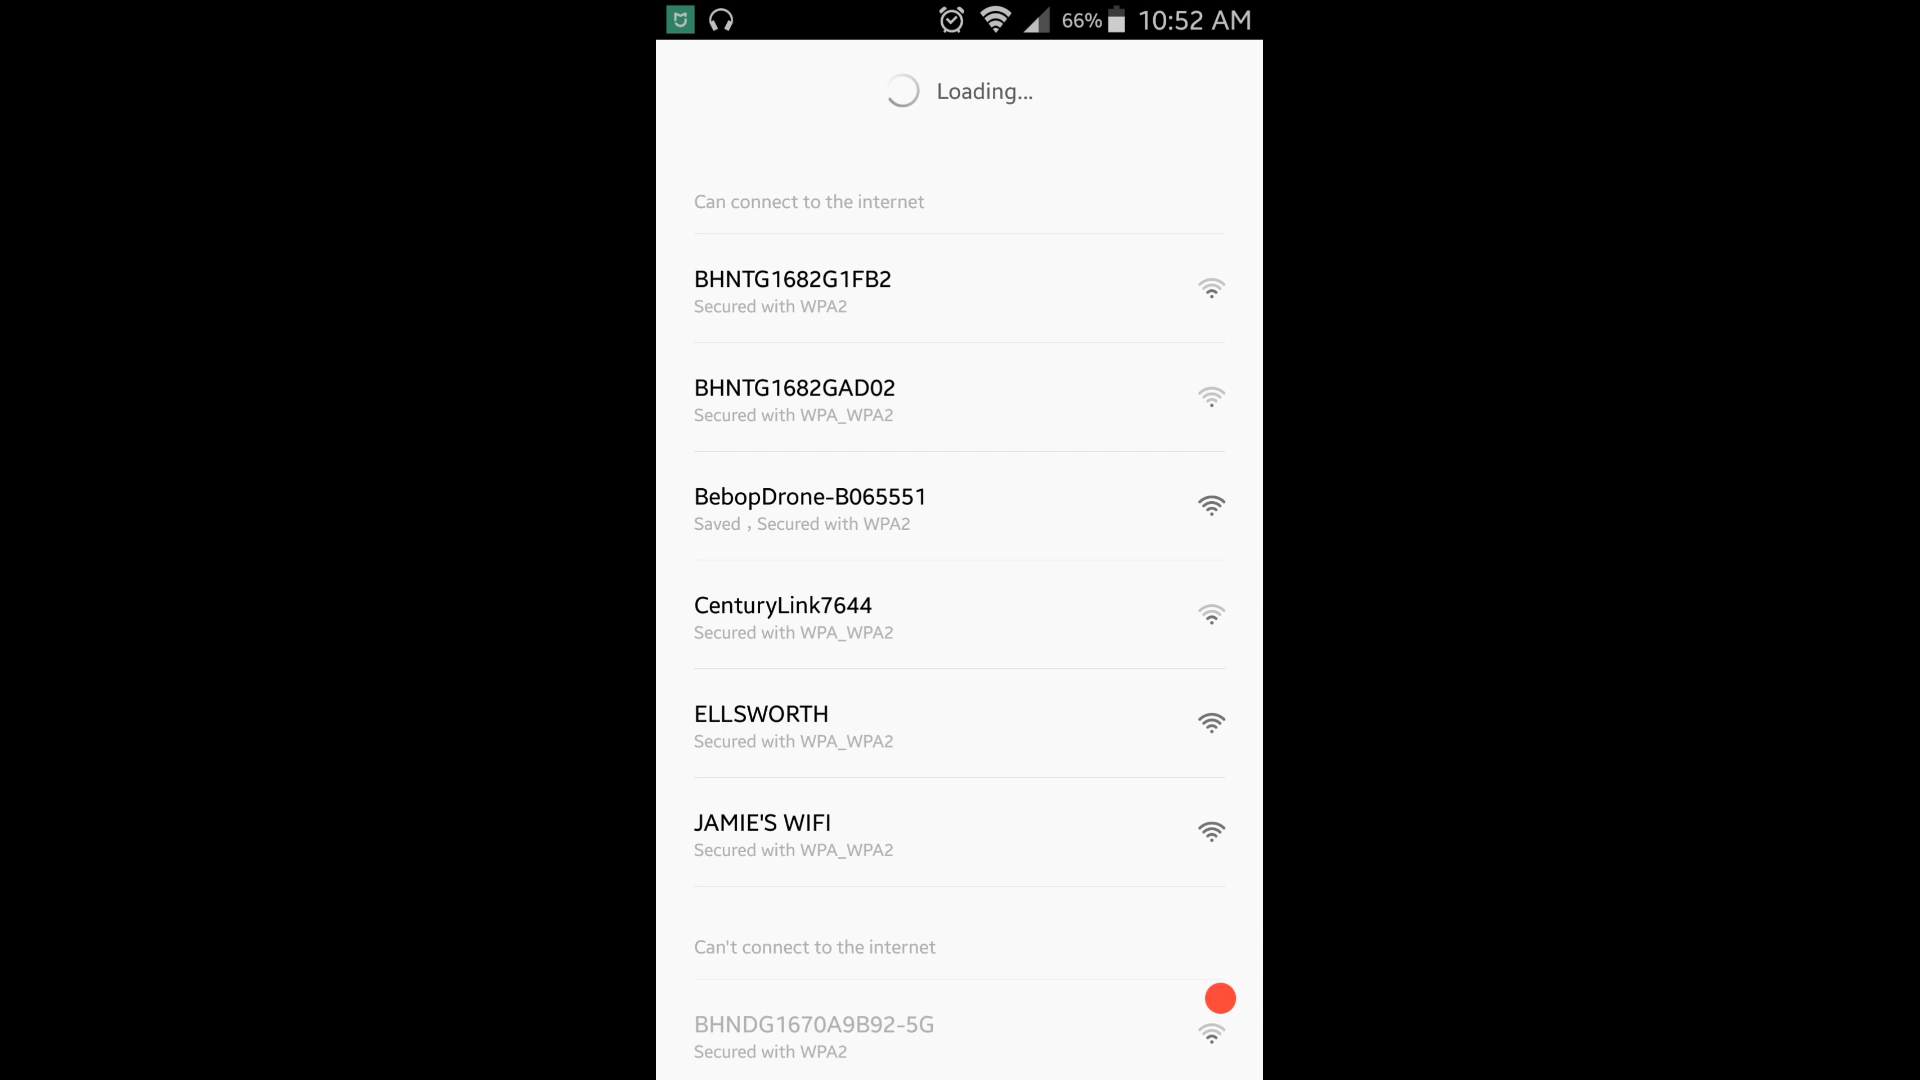 66% 10:52 AM
Loading...
Can connect to the internet
BHNTG1682G1FB2
Secured with WPA2
BHNTG1682GAD02
Secured with WPA_WPA2
BebopDrone-B065551
Saved , Secured with WPA2
CenturyLink7644
Secured with WPA_WPA2
ELLSWORTH
Secured with WPA_WPA2
JAMIE'S WIFI
Secured with WPA_WPA2
Can't connect to the internet
BHNDG1670A9B92-5G
Secured with WPA2